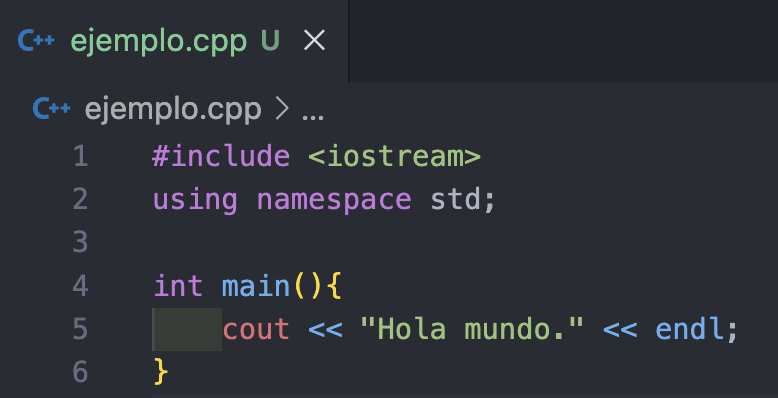 C++ ejemplo.cpp U ×
C++ ejemplo.cpp > ...
1 #include <iostream>
2 using namespace std;
3
4 int main(){
5     cout << "Hola mundo." << endl;
6 }